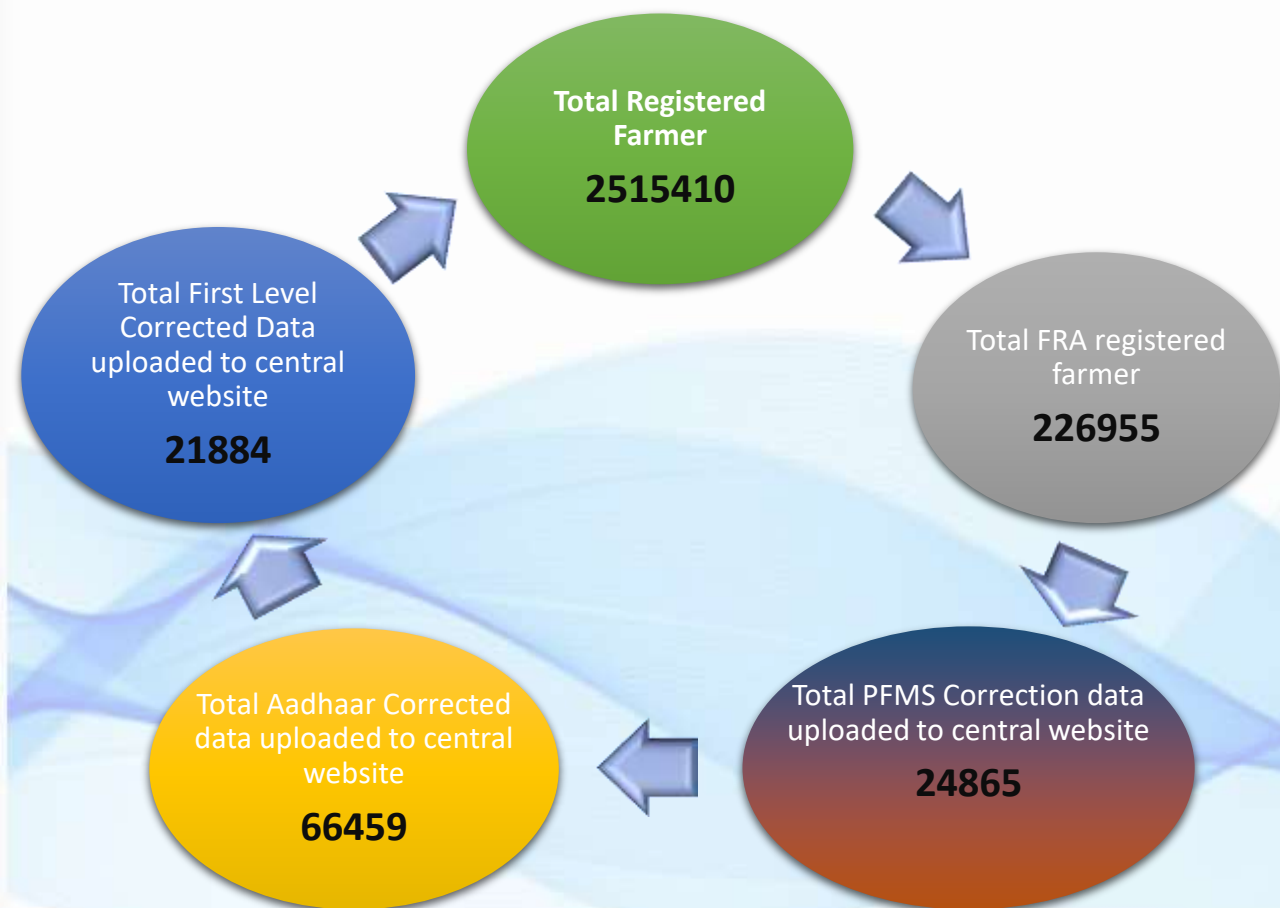 Total Registered
Farmer
2515410
Total FRA registered
farmer
226955
Total PFMS Correction data
uploaded to central website
24865
Total Aadhaar Corrected
data uploaded to central
website
66459
Total First Level
Corrected Data
uploaded to central
website
21884